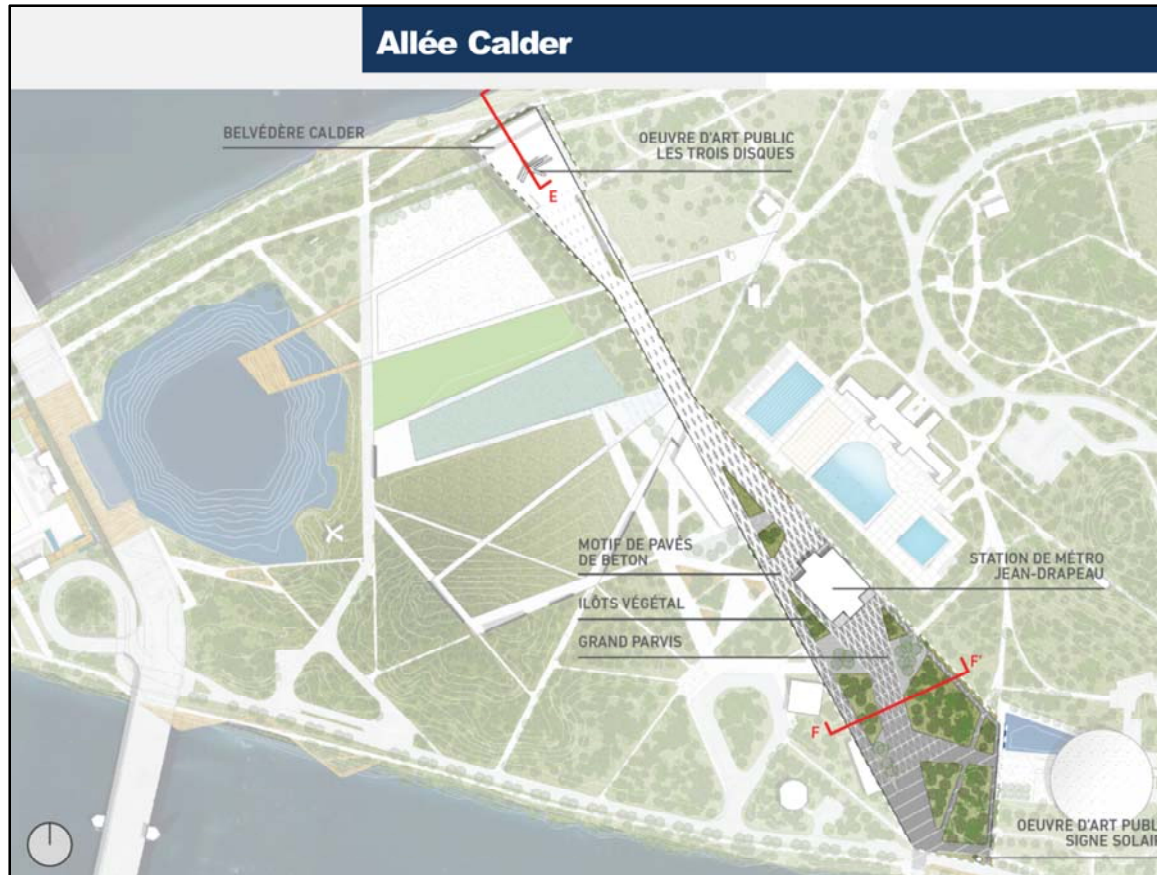 Allée Calder
BELVÉDÈRE CALDER
OEUVRE D'ART PUBLIC
LES TROIS DISQUES
E
MOTIF DE PAVÉS
DE BETON
STATION DE MÉTRO
JEAN-DRAPEAU
ILÔTS VÉGÉTAL
GRAND PARVIS
F'
F
OEUVRE D'ART PUBL
SIGNE SOLAIR